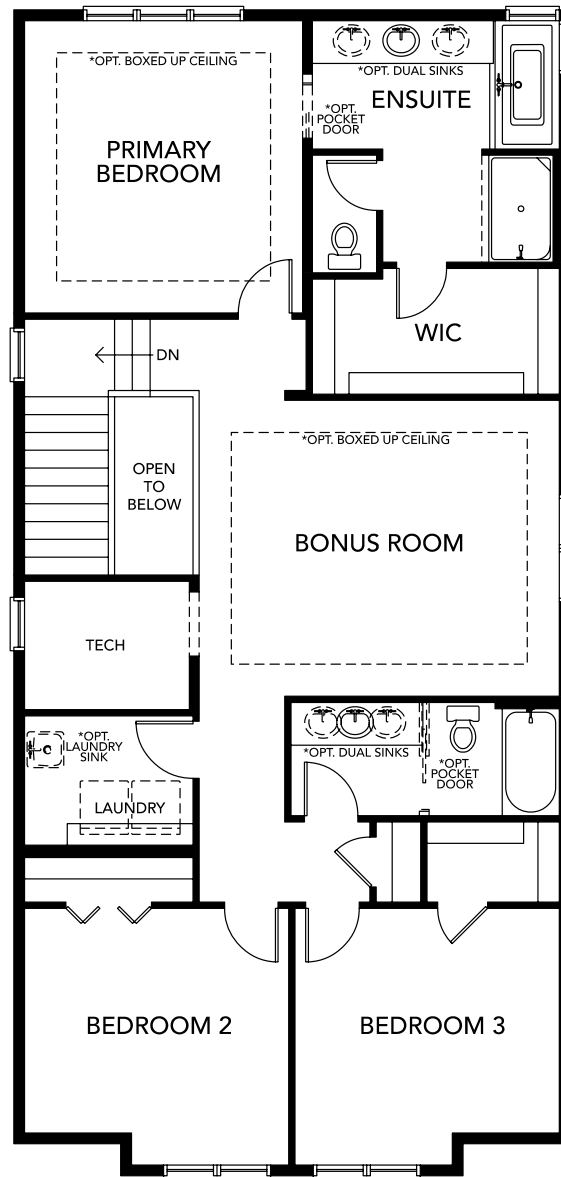 *OPT. BOXED UP CEILING
*OPT. DUAL SINKS
ENSUITE
*OPT.
POCKET
DOOR
PRIMARY
BEDROOM
WIC
DN
*OPT. BOXED UP CEILING
OPEN
TO
BELOW
BONUS ROOM
TECH
*OPT.
LAUNDRY
SINK
*OPT. DUAL SINKS
*OPT.
POCKET
DOOR
LAUNDRY
BEDROOM 2
BEDROOM 3